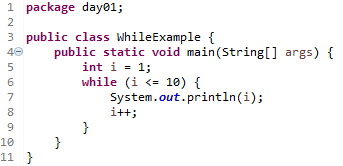 1 package day01;
2
3 public class WhileExample {
4     public static void main(String[] args) {
5         int i = 1;
6         while (i <= 10) {
7             System.out.println(i);
8             i++;
9         }
10     }
11 }